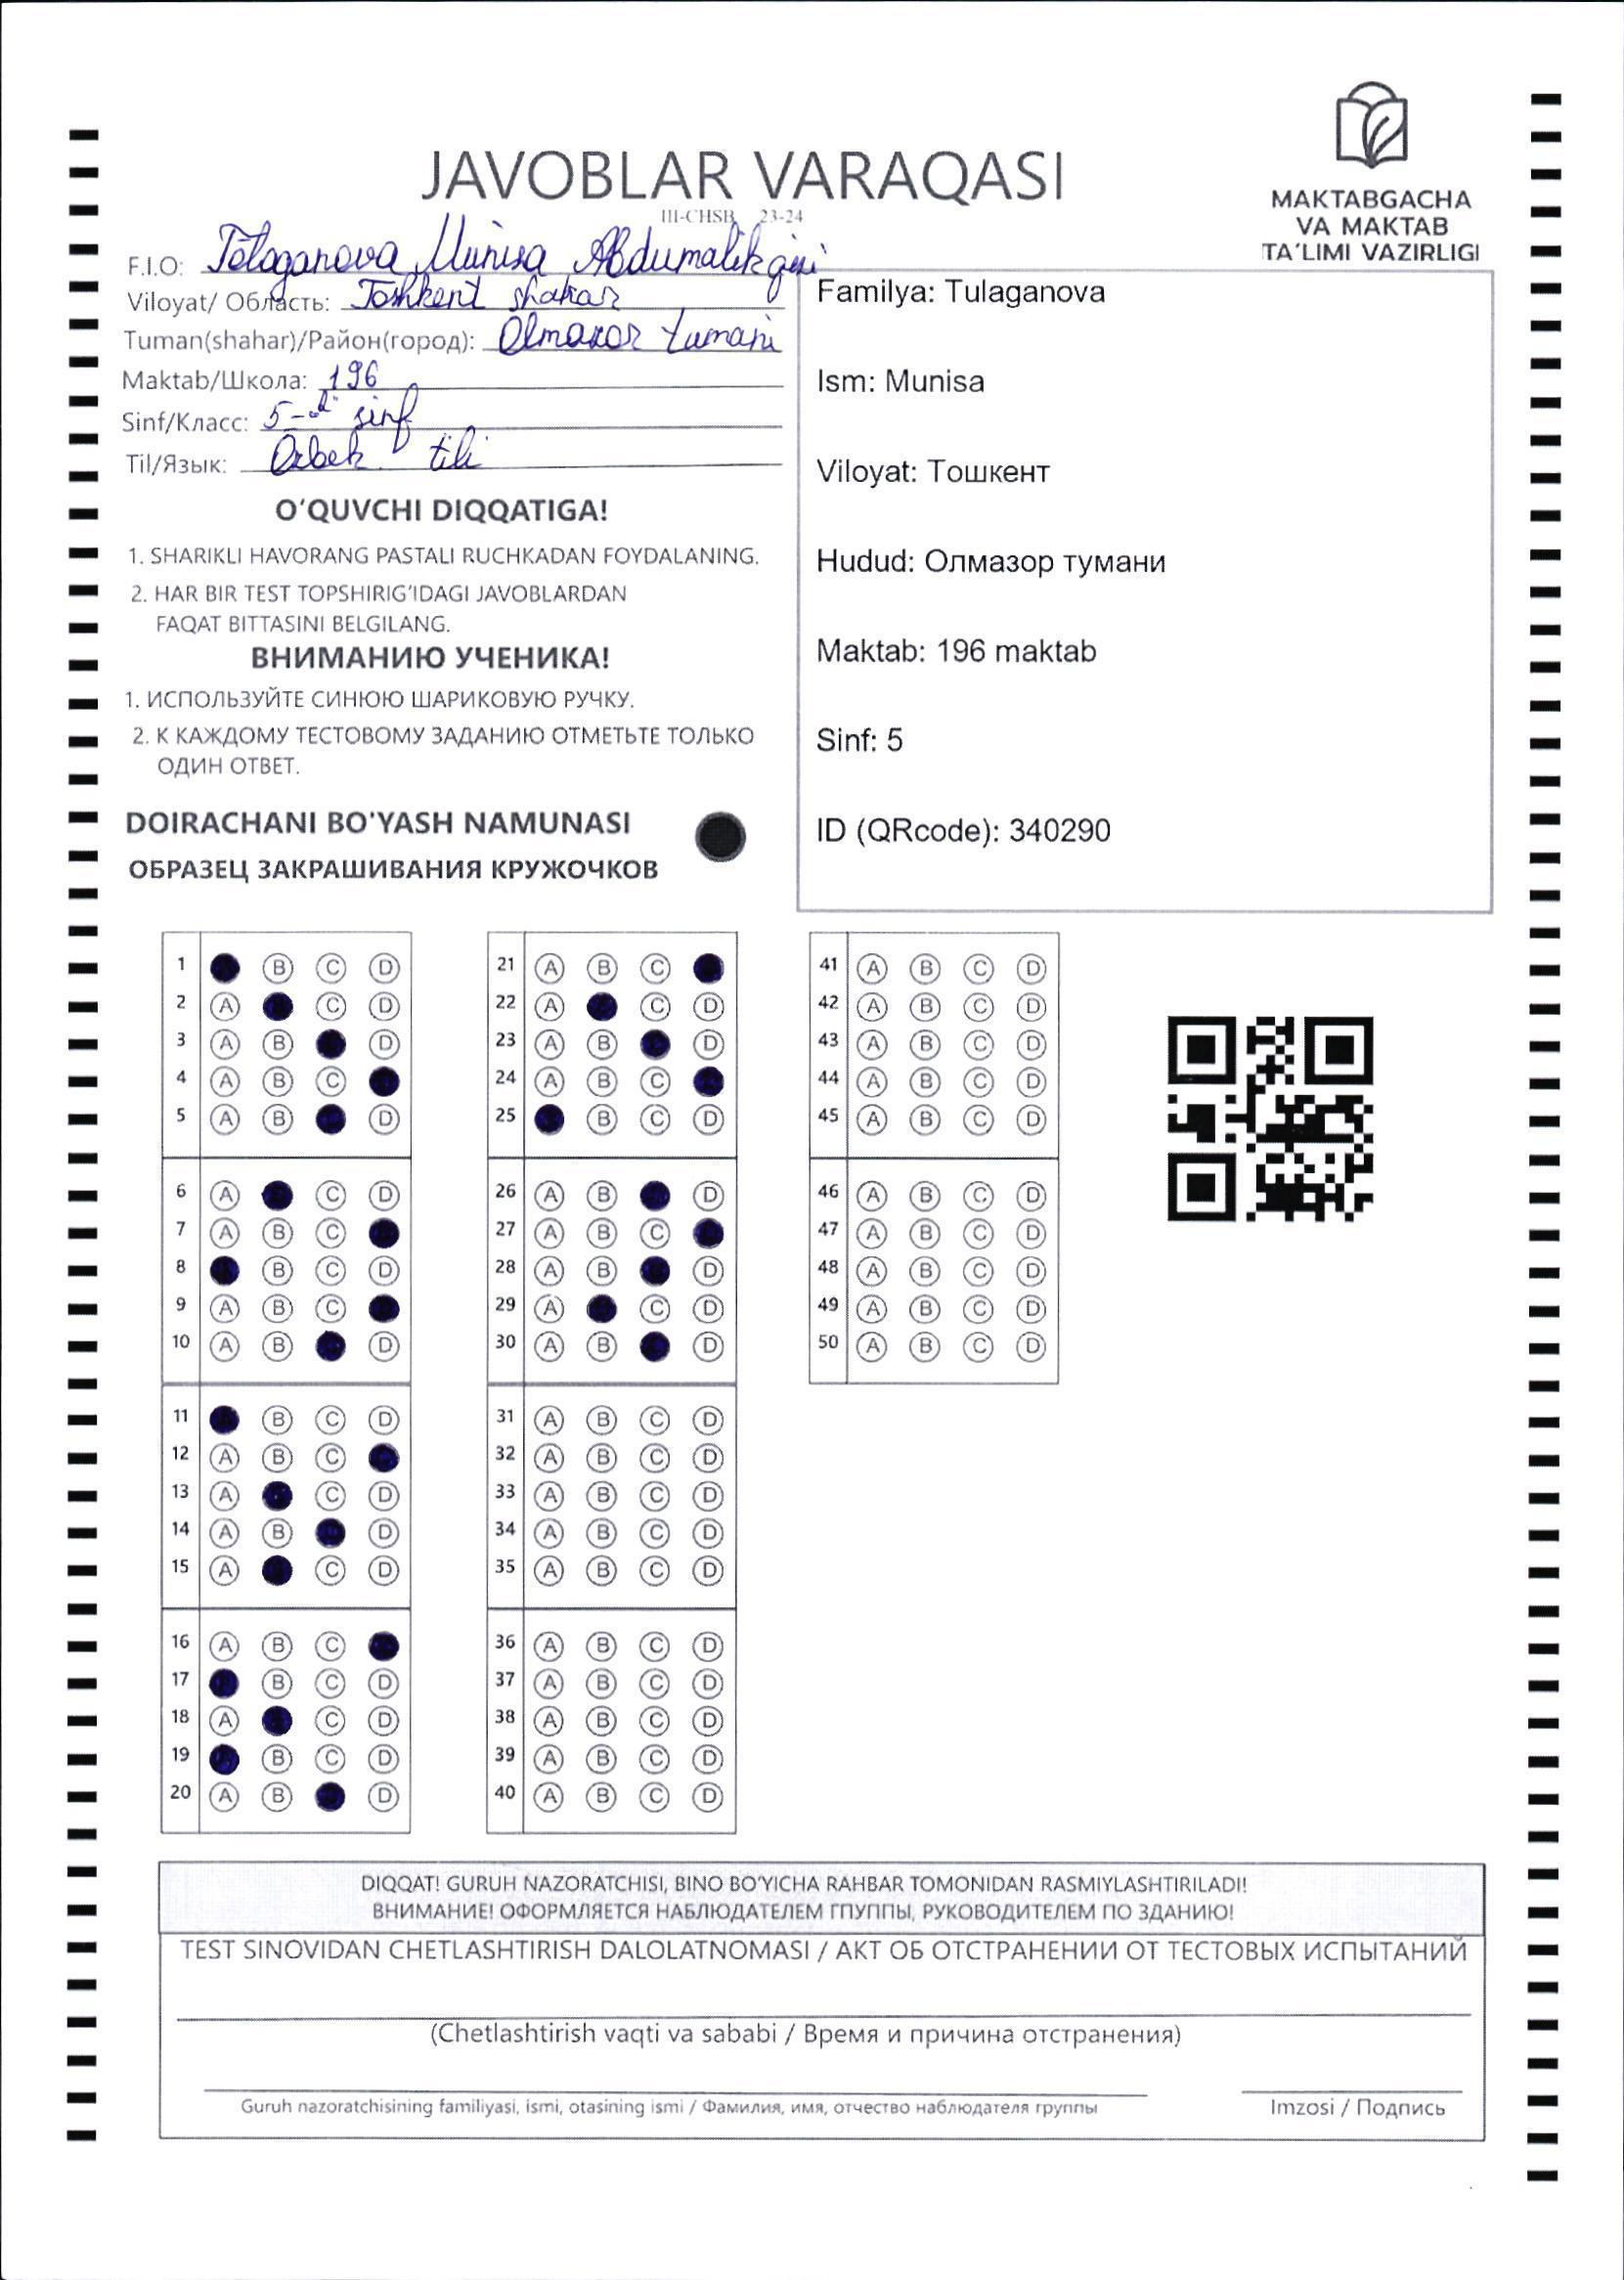 JAVOBLAR VARAQASI
III-CHSB 23-24
MAKTABGACHA
VA MAKTAB
TA'LIMI VAZIRLIGI
F.I.O: To'laganova Munisa Abdumalik qizi
Viloyat/ Область: Toshkent shahar
Tuman(shahar)/Район(город): Olmazor tumani
Maktab/Школа: 196
Sinf/Класс: 5- sinf
Til/Язык: Ozbek tili
Familya: Tulaganova
Ism: Munisa
Viloyat: Тошкент
Hudud: Олмазор тумани
Maktab: 196 maktab
Sinf: 5
ID (QRcode): 340290
O'QUVCHI DIQQATIGA!
1. SHARIKLI HAVORANG PASTALI RUCHKADAN FOYDALANING.
2. HAR BIR TEST TOPSHIRIG'IDAGI JAVOBLARDAN
FAQAT BITTASINI BELGILANG.
ВНИМАНИЮ УЧЕНИКА!
1. ИСПОЛЬЗУЙТЕ СИНЮЮ ШАРИКОВУЮ РУЧКУ.
2. К КАЖДОМУ ТЕСТОВОМУ ЗАДАНИЮ ОТМЕТЬТЕ ТОЛЬКО
ОДИН ОТВЕТ.
DOIRACHANI BO'YASH NAMUNASI
ОБРАЗЕЦ ЗАКРАШИВАНИЯ КРУЖОЧКОВ
1 B C D
2 A C D
3 A B D
4 A B C
5 A B D
6 A C D
7 A B C
8 B C D
9 A B C
10 A B D
11 B C D
12 A B C
13 A C D
14 A B D
15 A C D
16 A B C
17 B C D
18 A C D
19 B C D
20 A B D
21 A B C
22 A C D
23 A B D
24 A B C
25 B C D
26 A B D
27 A B C
28 A B D
29 A C D
30 A B D
31 A B C D
32 A B C D
33 A B C D
34 A B C D
35 A B C D
36 A B C D
37 A B C D
38 A B C D
39 A B C D
40 A B C D
41 A B C D
42 A B C D
43 A B C D
44 A B C D
45 A B C D
46 A B C D
47 A B C D
48 A B C D
49 A B C D
50 A B C D
DIQQAT! GURUH NAZORATCHISI, BINO BO'YICHA RAHBAR TOMONIDAN RASMIYLASHTIRILADI!
ВНИМАНИЕ! ОФОРМЛЯЕТСЯ НАБЛЮДАТЕЛЕМ ГПУППЫ, РУКОВОДИТЕЛЕМ ПО ЗДАНИЮ!
TEST SINOVIDAN CHETLASHTIRISH DALOLATNOMASI / АКТ ОБ ОТСТРАНЕНИИ ОТ ТЕСТОВЫХ ИСПЫТАНИЙ
(Chetlashtirish vaqti va sababi / Время и причина отстранения)
Guruh nazoratchisining familiyasi, ismi, otasining ismi / Фамилия, имя, отчество наблюдателя группы
Imzosi / Подпись